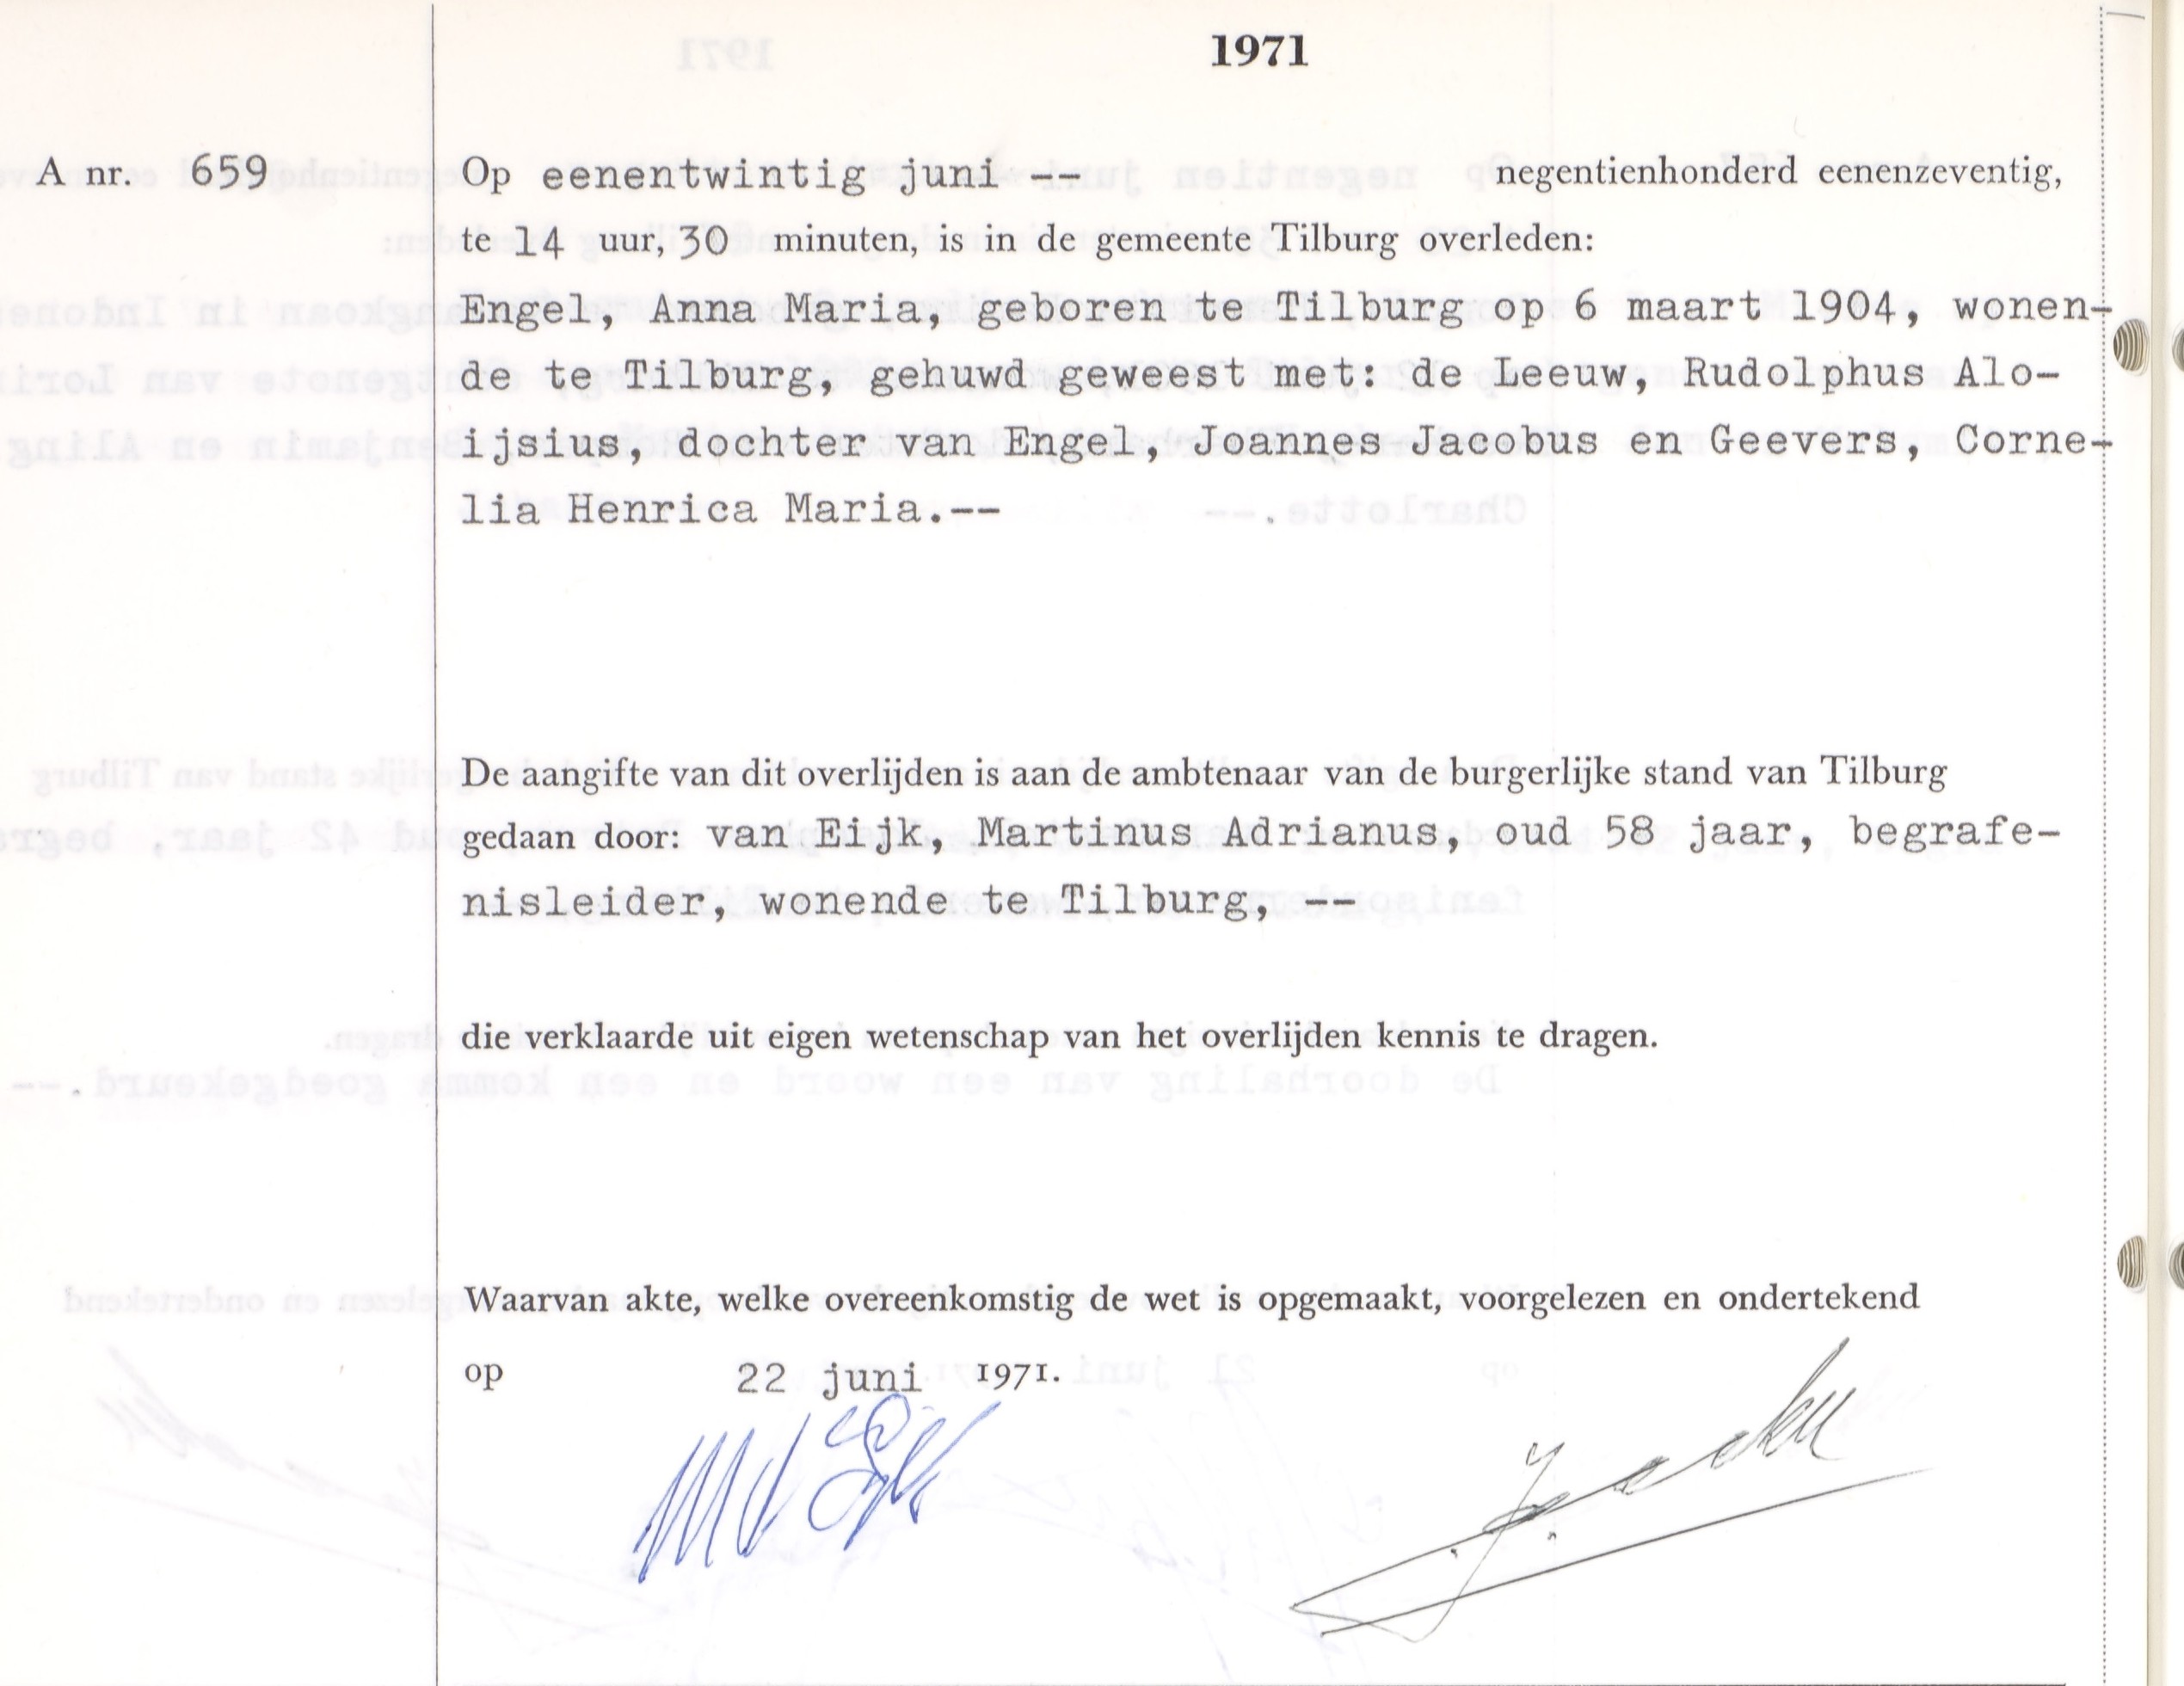 1971
A nr. 659
Op eenentwintig juni -- negentienhonderd eenenzeventig,
te 14 uur, 30 minuten, is in de gemeente Tilburg overleden:
Engel, Anna Maria, geboren te Tilburg op 6 maart 1904, wonen-
de te Tilburg, gehuwd geweest met: de Leeuw, Rudolphus Alo-
ijsius, dochter van Engel, Joannes Jacobus en Geevers, Corne-
lia Henrica Maria.--
De aangifte van dit overlijden is aan de ambtenaar van de burgerlijke stand van Tilburg
gedaan door: van Eijk, Martinus Adrianus, oud 58 jaar, begrafe-
nisleider, wonende te Tilburg, --
die verklaarde uit eigen wetenschap van het overlijden kennis te dragen.
Waarvan akte, welke overeenkomstig de wet is opgemaakt, voorgelezen en ondertekend
op 22 juni 1971.